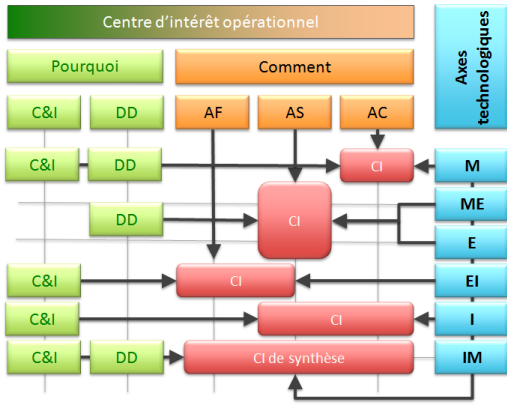 Centre d'intérêt opérationnel
Axes
technologiques
Pourquoi
Comment
C&I
DD
AF
AS
AC
C&I
DD
CI
M
ME
DD
CI
E
C&I
CI
EI
C&I
CI
I
C&I
DD
CI de synthèse
IM